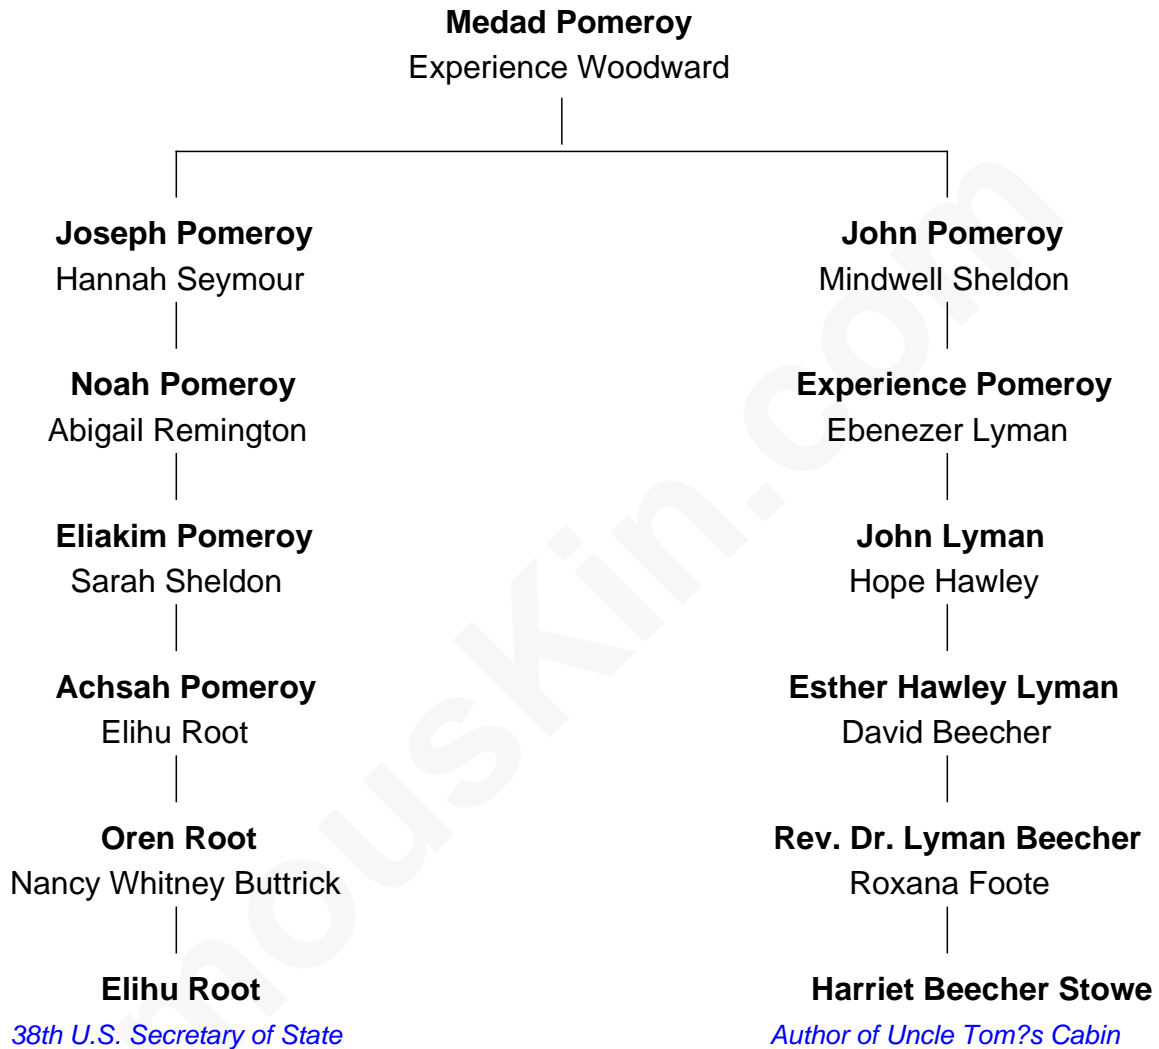 Medad Pomeroy
Experience Woodward
Joseph Pomeroy
Hannah Seymour
John Pomeroy
Mindwell Sheldon
Noah Pomeroy
Abigail Remington
Experience Pomeroy
Ebenezer Lyman
Eliakim Pomeroy
Sarah Sheldon
John Lyman
Hope Hawley
Achsah Pomeroy
Elihu Root
Esther Hawley Lyman
David Beecher
Oren Root
Nancy Whitney Buttrick
Rev. Dr. Lyman Beecher
Roxana Foote
Elihu Root
38th U.S. Secretary of State
Harriet Beecher Stowe
Author of Uncle Tom?s Cabin
mousKin.com